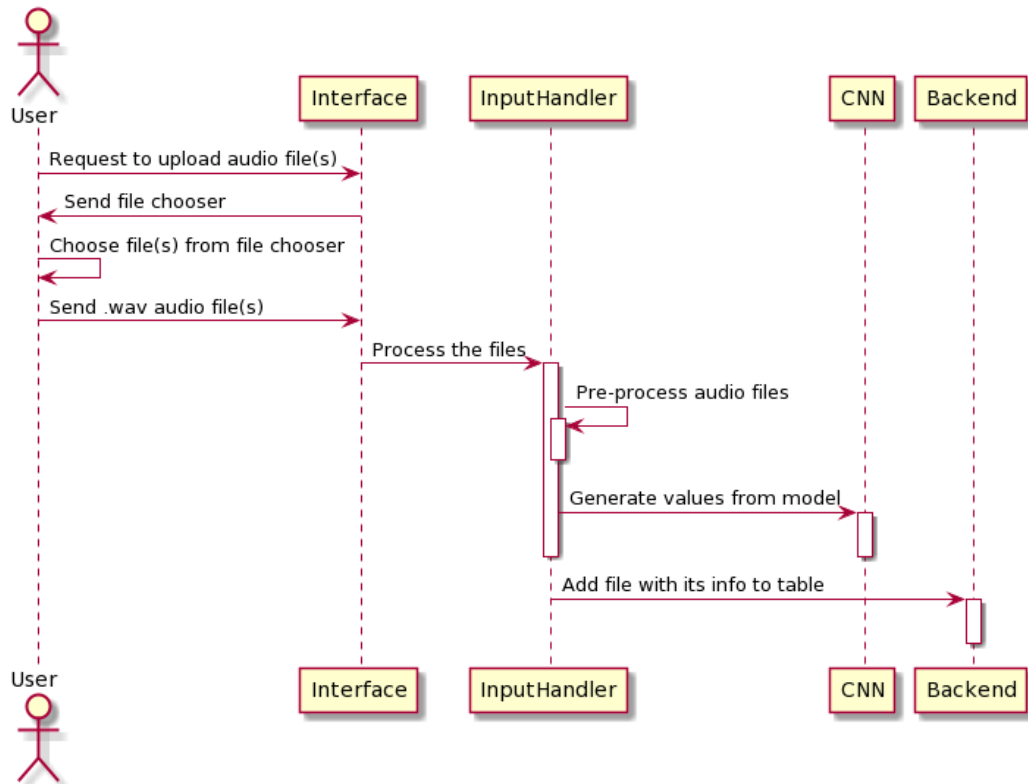 User
Interface
InputHandler
CNN
Backend
Request to upload audio file(s)
Send file chooser
Choose file(s) from file chooser
Send .wav audio file(s)
Process the files
Pre-process audio files
Generate values from model
Add file with its info to table
User
Interface
InputHandler
CNN
Backend